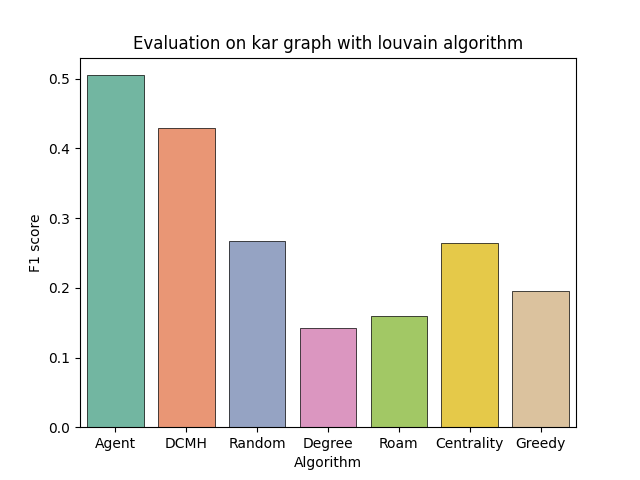 Evaluation on kar graph with louvain algorithm
0.5
0.4
0.3
0.2
0.1
0.0
F1 score
Agent DCMH Random Degree Roam Centrality Greedy
Algorithm